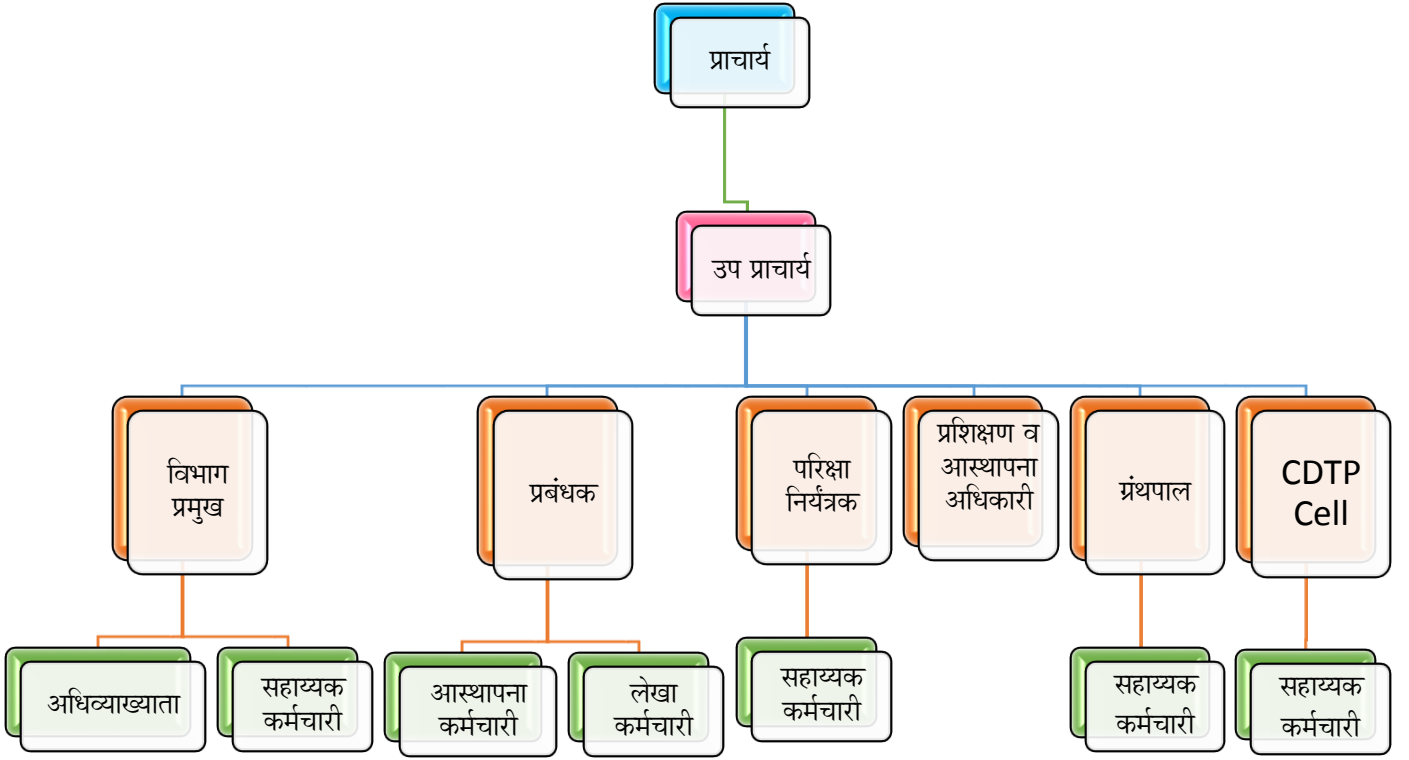 प्राचार्य
उप प्राचार्य
विभाग
प्रमुख
प्रबंधक
परिक्षा
नियंत्रक
प्रशिक्षण व
आस्थापना
अधिकारी
ग्रंथपाल
CDTP
Cell
अधिव्याख्याता
सहाय्यक
कर्मचारी
आस्थापना
कर्मचारी
लेखा
कर्मचारी
सहाय्यक
कर्मचारी
सहाय्यक
कर्मचारी
सहाय्यक
कर्मचारी